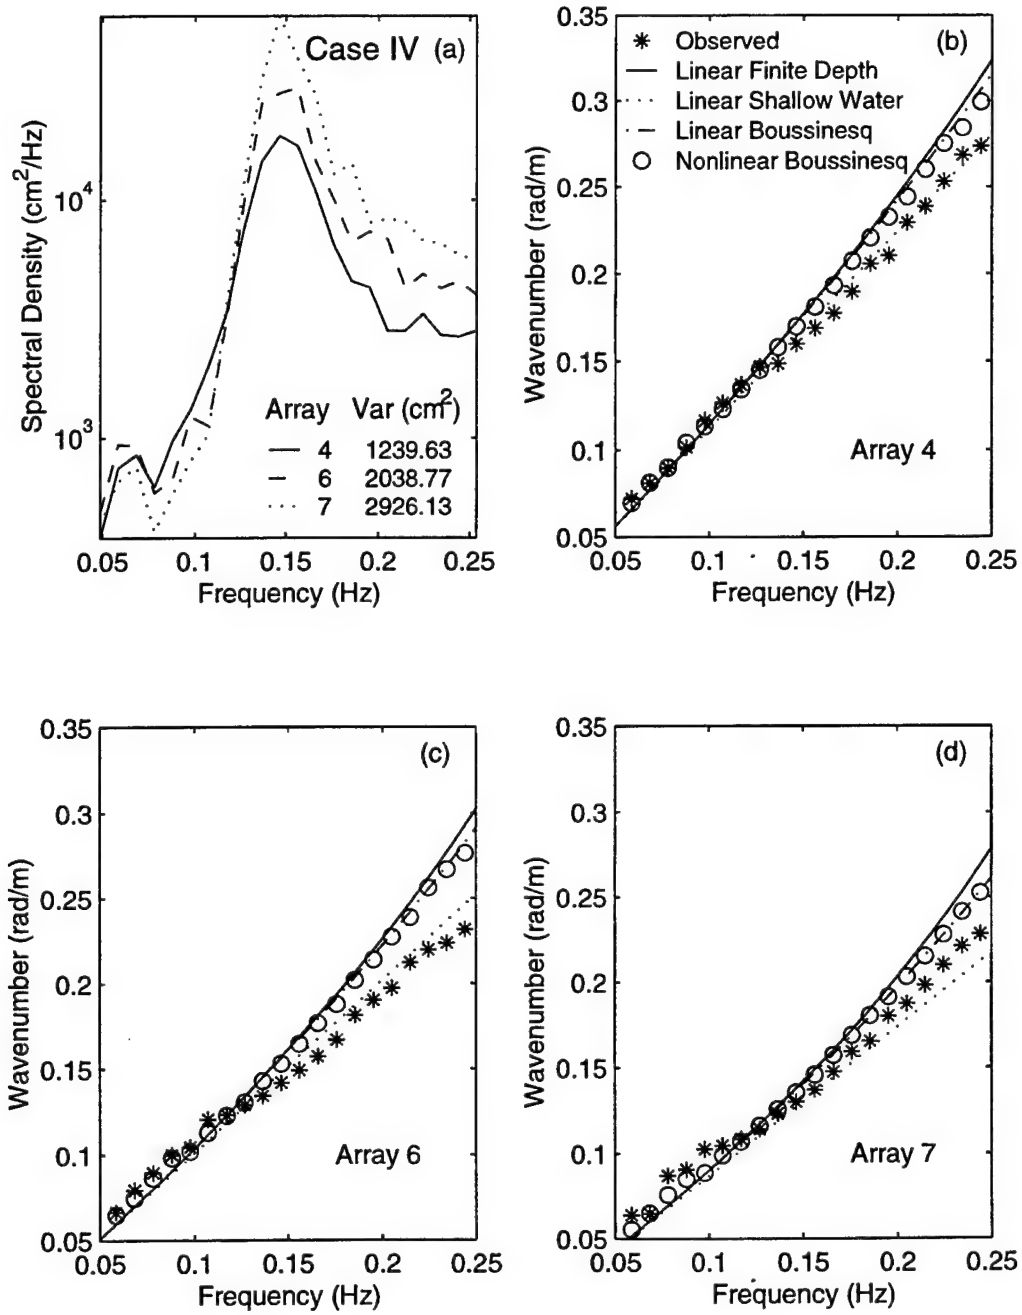 Case IV (a)
Spectral Density (cm²/Hz)
10⁴
10³
Array Var (cm²)
4 1239.63
6 2038.77
7 2926.13
0.05 0.1 0.15 0.2 0.25
Frequency (Hz)
(b)
Observed
Linear Finite Depth
Linear Shallow Water
Linear Boussinesq
Nonlinear Boussinesq
Wavenumber (rad/m)
0.35
0.3
0.25
0.2
0.15
0.1
0.05
Array 4
0.05 0.1 0.15 0.2 0.25
Frequency (Hz)
(c)
Wavenumber (rad/m)
0.35
0.3
0.25
0.2
0.15
0.1
0.05
Array 6
0.05 0.1 0.15 0.2 0.25
Frequency (Hz)
(d)
Wavenumber (rad/m)
0.35
0.3
0.25
0.2
0.15
0.1
0.05
Array 7
0.05 0.1 0.15 0.2 0.25
Frequency (Hz)